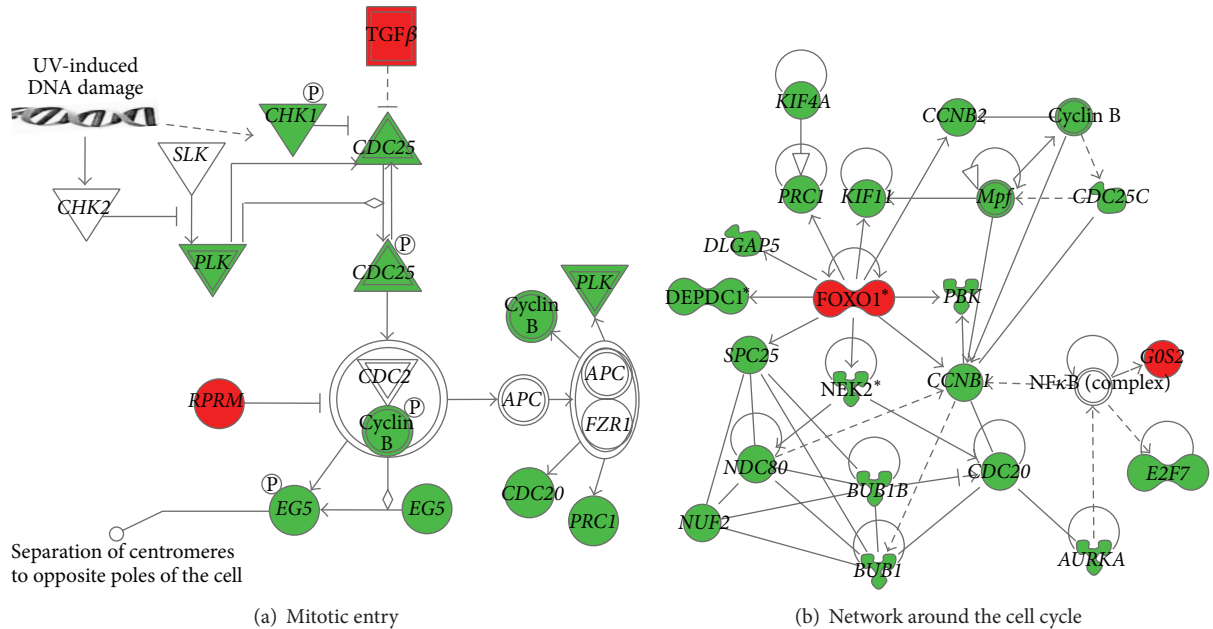 TGFβ
UV-induced
DNA damage
P
CHK1
CDC25
SLK
CHK2
PLK
P
CDC25
PLK
Cyclin
B
CDC2
APC
RPRM
P
Cyclin
B
APC
FZR1
P
EG5
EG5
CDC20
PRC1
Separation of centromeres
to opposite poles of the cell
(a) Mitotic entry
KIF4A
CCNB2
Cyclin B
PRC1
KIF11
Mpf
CDC25C
DLGAP5
DEPDC1*
FOXO1*
PBK
SPC25
NEK2*
CCNB1
NFκB (complex)
G0S2
NDC80
BUB1B
CDC20
E2F7
NUF2
BUB1
AURKA
(b) Network around the cell cycle